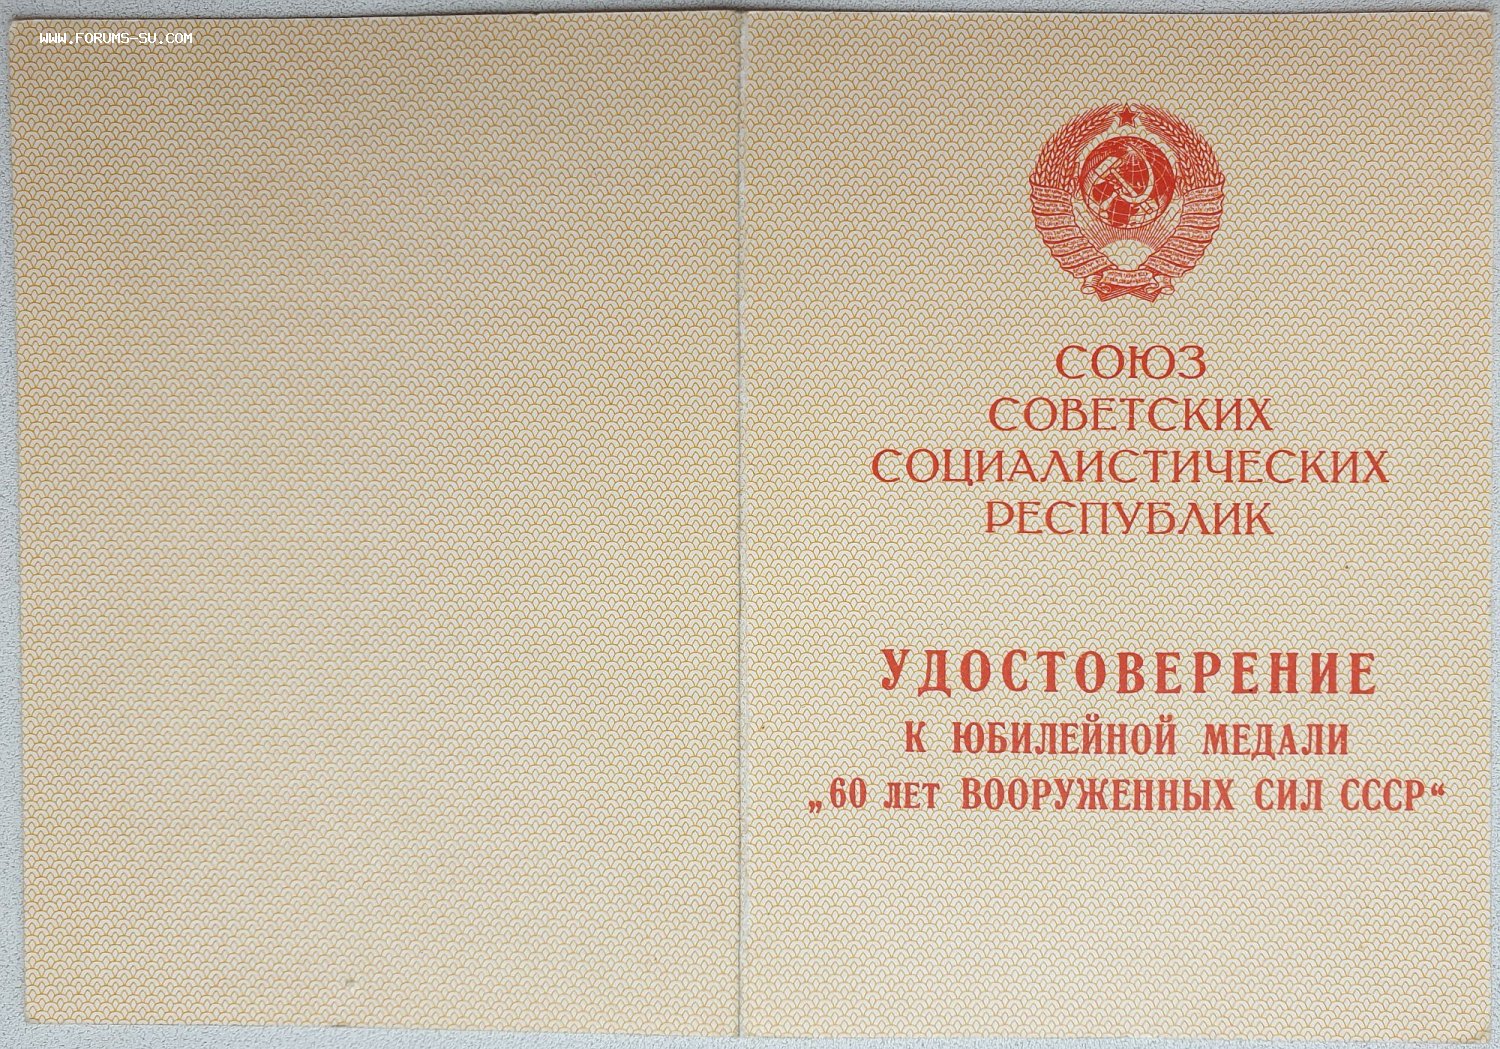 WWW.FORUMS-SU.COM
СОЮЗ
СОВЕТСКИХ
СОЦИАЛИСТИЧЕСКИХ
РЕСПУБЛИК
УДОСТОВЕРЕНИЕ
К ЮБИЛЕЙНОЙ МЕДАЛИ
„60 ЛЕТ ВООРУЖЕННЫХ СИЛ СССР“